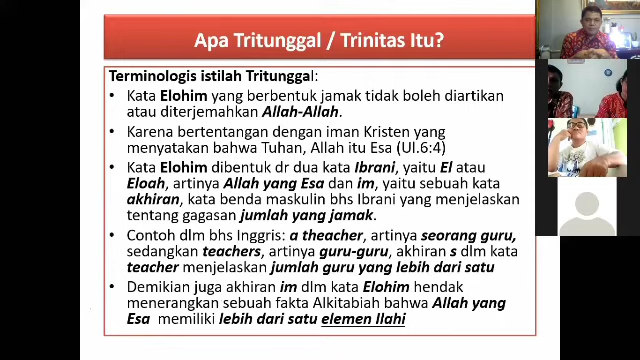 Apa Tritunggal / Trinitas Itu?
Terminologis istilah Tritunggal:
• Kata Elohim yang berbentuk jamak tidak boleh diartikan
atau diterjemahkan Allah-Allah.
• Karena bertentangan dengan iman Kristen yang
menyatakan bahwa Tuhan, Allah itu Esa (Ul.6:4)
• Kata Elohim dibentuk dr dua kata Ibrani, yaitu El atau
Eloah, artinya Allah yang Esa dan im, yaitu sebuah kata
akhiran, kata benda maskulin bhs Ibrani yang menjelaskan
tentang gagasan jumlah yang jamak.
• Contoh dlm bhs Inggris: a theacher, artinya seorang guru,
sedangkan teachers, artinya guru-guru, akhiran s dlm kata
teacher menjelaskan jumlah guru yang lebih dari satu
• Demikian juga akhiran im dlm kata Elohim hendak
menerangkan sebuah fakta Alkitabiah bahwa Allah yang
Esa memiliki lebih dari satu elemen Ilahi